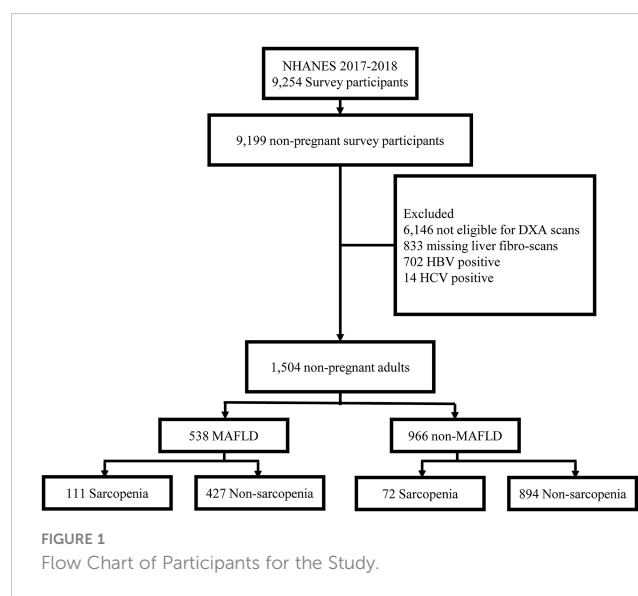 NHANES 2017-2018
9,254 Survey participants
9,199 non-pregnant survey participants
Excluded
6,146 not eligible for DXA scans
833 missing liver fibro-scans
702 HBV positive
14 HCV positive
1,504 non-pregnant adults
538 MAFLD
966 non-MAFLD
111 Sarcopenia
427 Non-sarcopenia
72 Sarcopenia
894 Non-sarcopenia
FIGURE 1
Flow Chart of Participants for the Study.